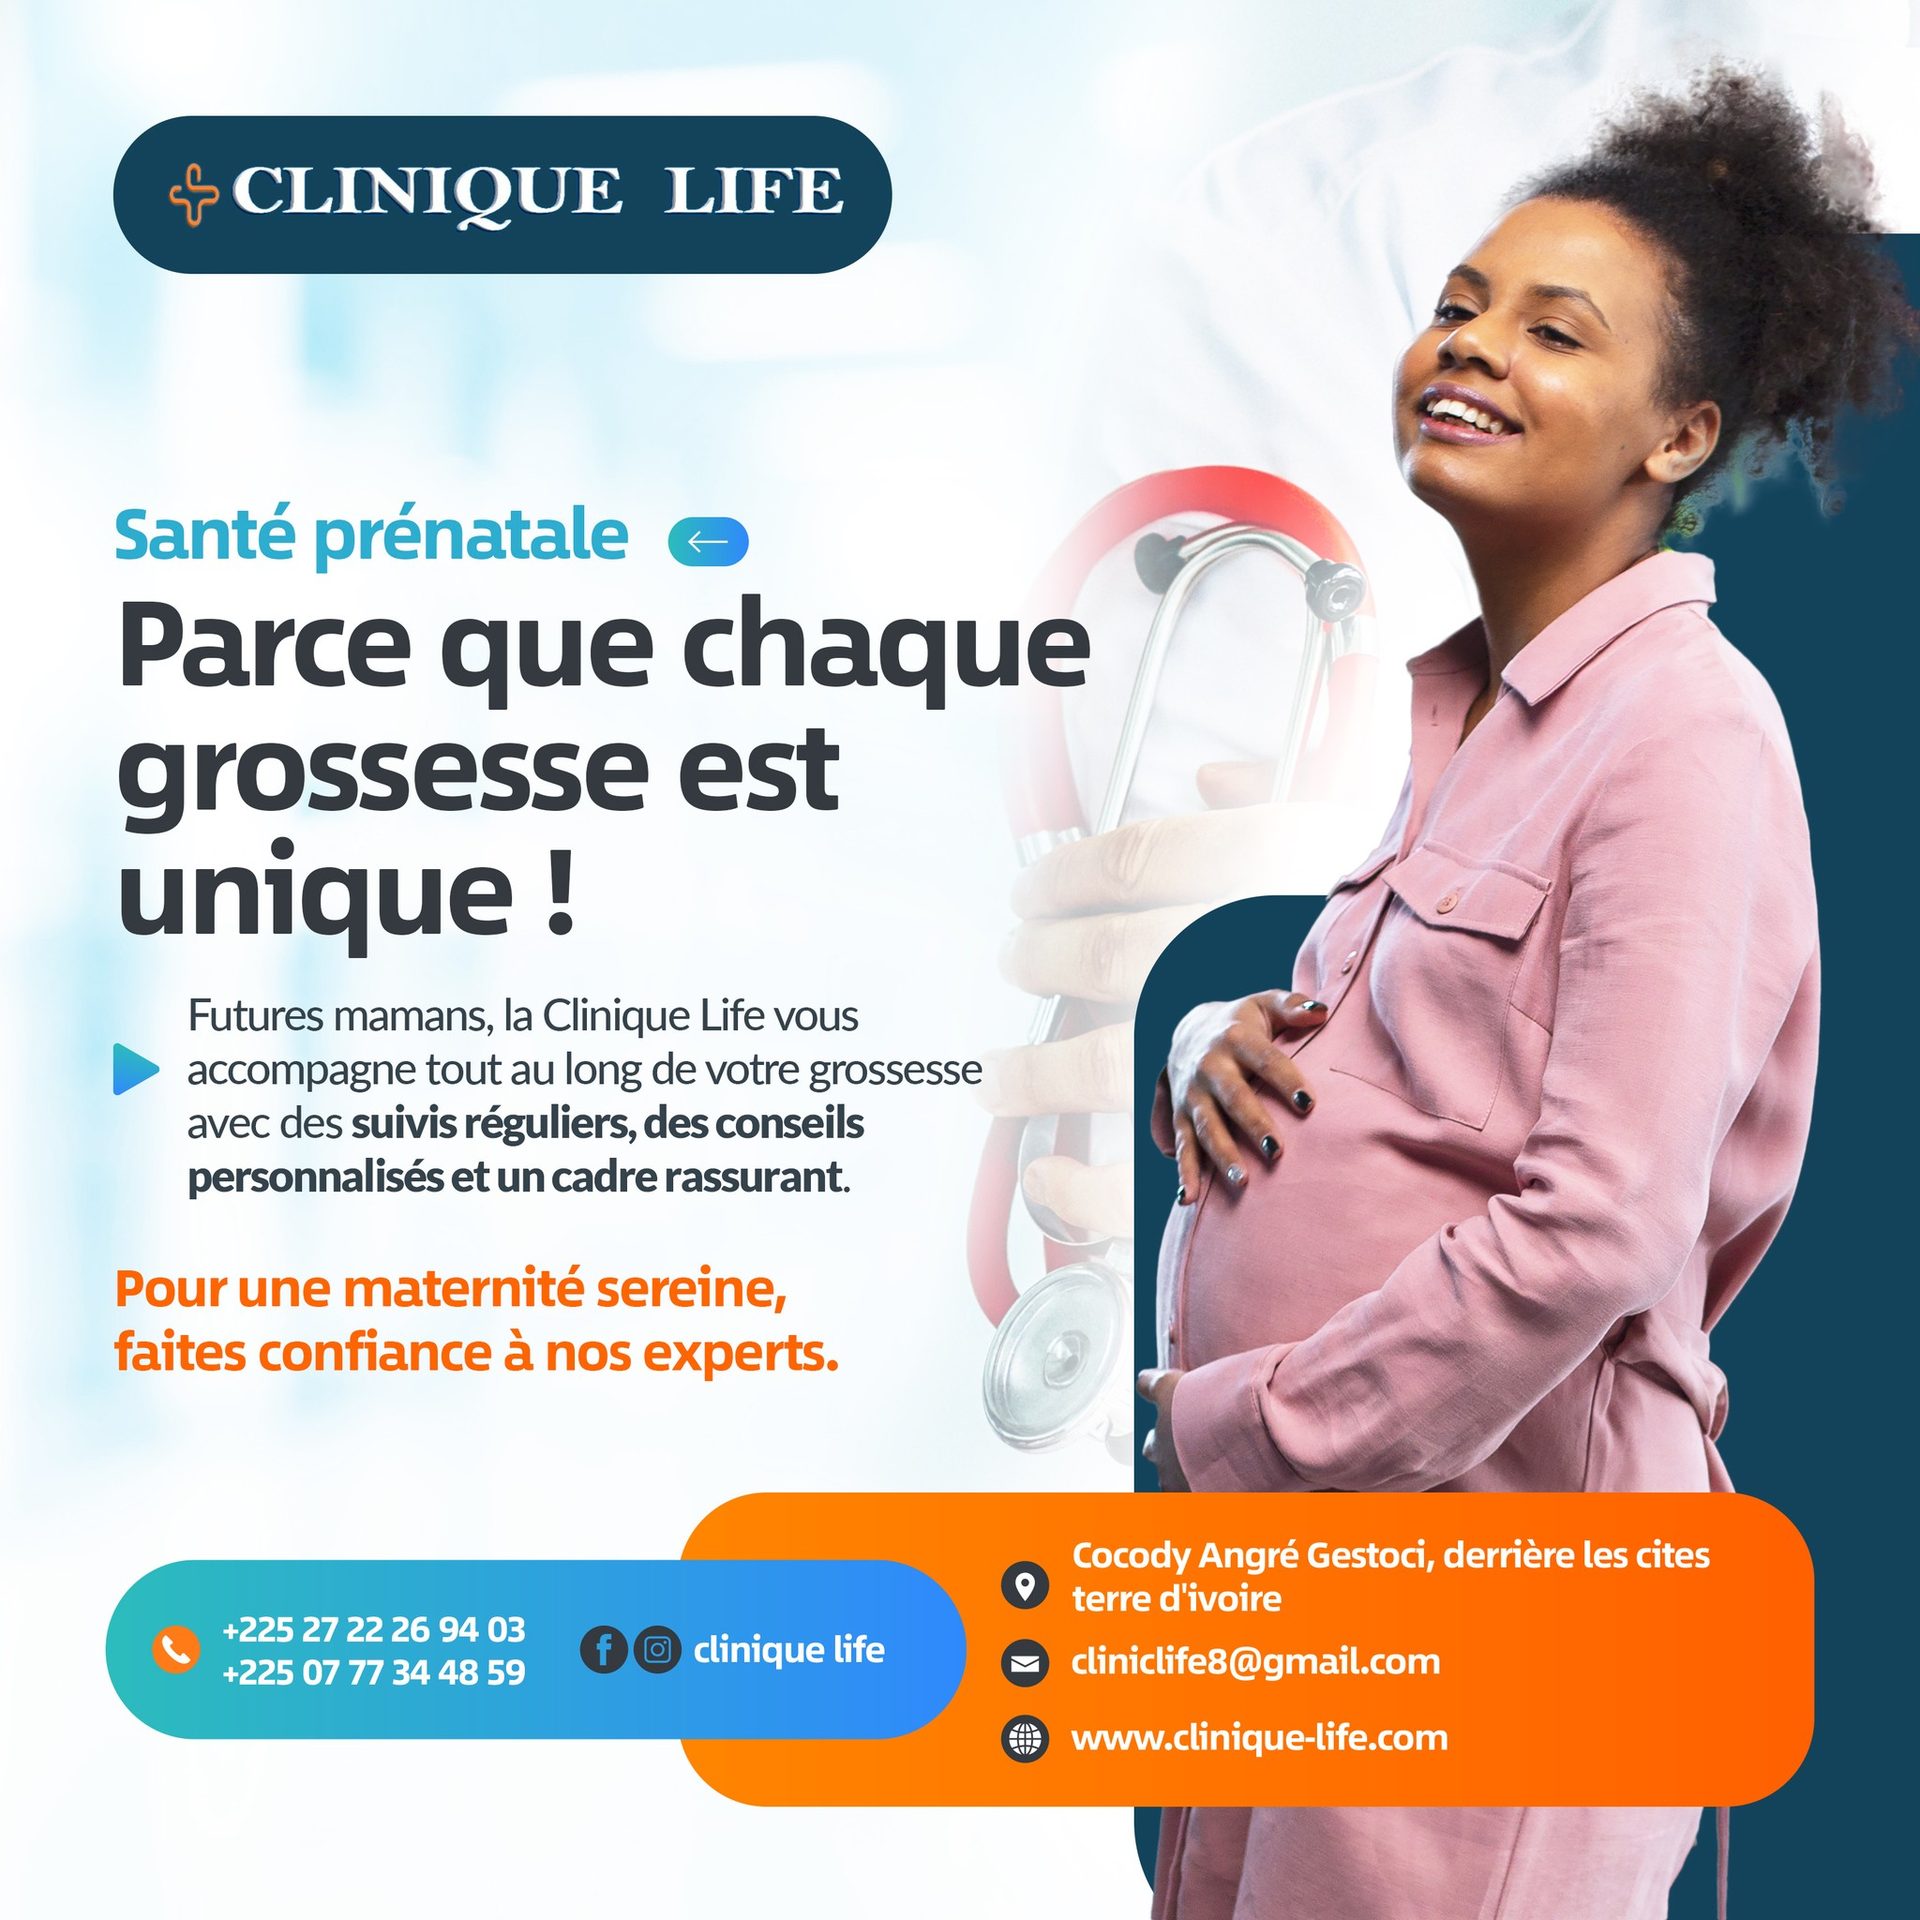 CLINIQUE LIFE
Santé prénatale
Parce que chaque
grossesse est
unique !
Futures mamans, la Clinique Life vous
accompagne tout au long de votre grossesse
avec des suivis réguliers, des conseils
personnalisés et un cadre rassurant.
Pour une maternité sereine,
faites confiance à nos experts.
+225 27 22 26 94 03
+225 07 77 34 48 59
clinique life
Cocody Angré Gestoci, derrière les cites
terre d'ivoire
cliniclife8@gmail.com
www.clinique-life.com